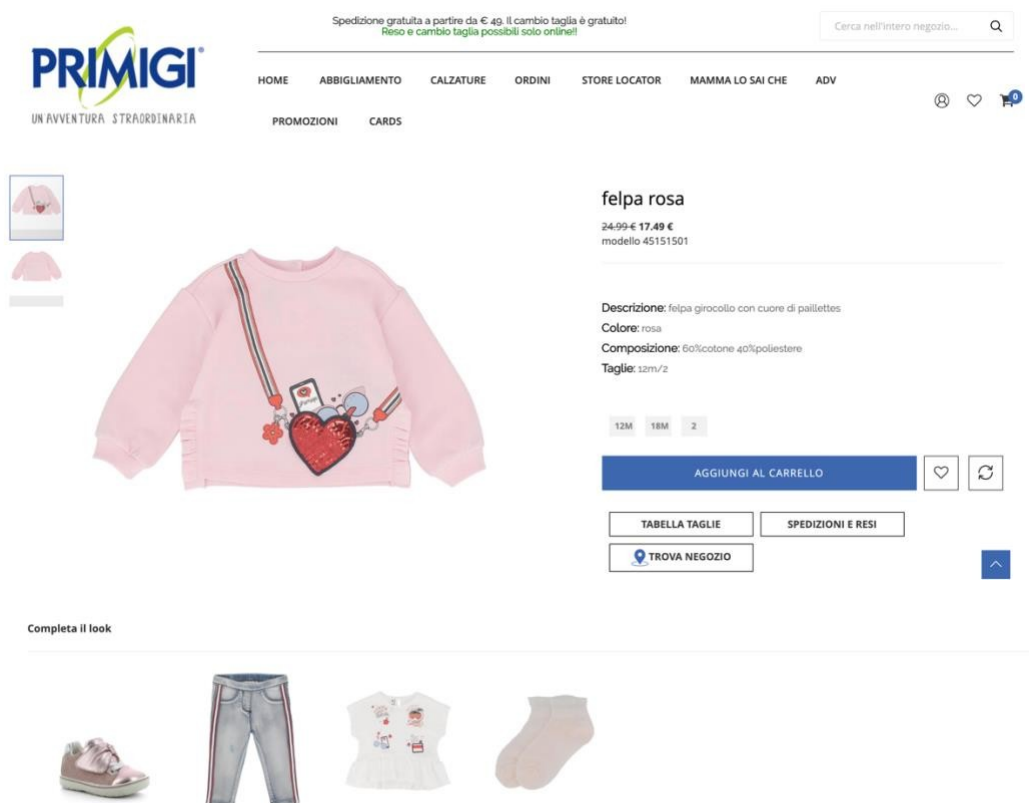 Spedizione gratuita a partire da € 49. Il cambio taglia è gratuito!
Reso e cambio taglia possibili solo online!!
Cerca nell'intero negozio...
PRIMIGI®
UN AVVENTURA STRAORDINARIA
HOME ABBIGLIAMENTO CALZATURE ORDINI STORE LOCATOR MAMMA LO SAI CHE ADV
0
PROMOZIONI CARDS
felpa rosa
24.99 € 17.49 €
modello 45151501
Descrizione: felpa girocollo con cuore di paillettes
Colore: rosa
Composizione: 60%cotone 40%poliestere
Taglie: 12m/2
12M 18M 2
AGGIUNGI AL CARRELLO
TABELLA TAGLIE SPEDIZIONI E RESI
TROVA NEGOZIO
Completa il look